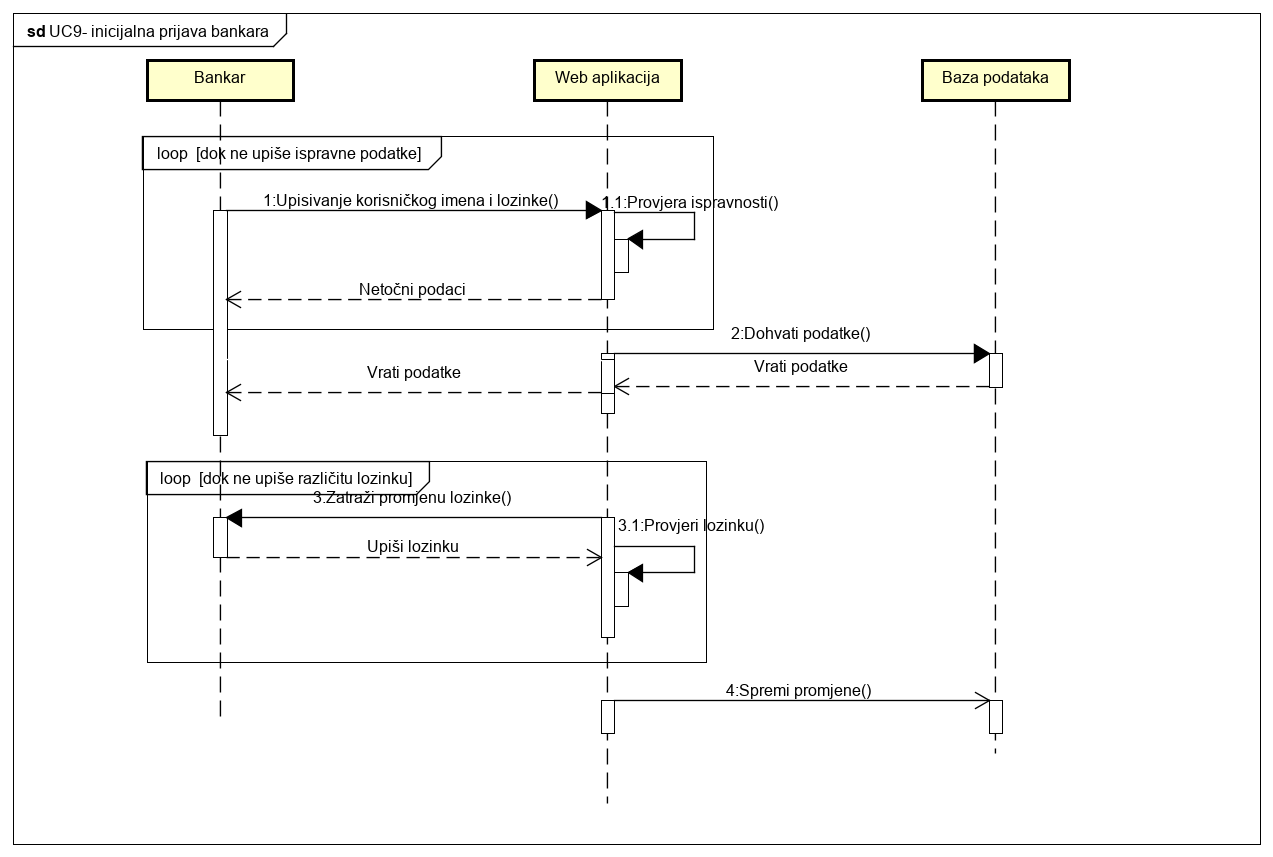 sd UC9- inicijalna prijava bankara
Bankar
Web aplikacija
Baza podataka
loop [dok ne upiše ispravne podatke]
1:Upisivanje korisničkog imena i lozinke()
1.1:Provjera ispravnosti()
Netočni podaci
2:Dohvati podatke()
Vrati podatke
Vrati podatke
loop [dok ne upiše različitu lozinku]
3:Zatraži promjenu lozinke()
3.1:Provjeri lozinku()
Upiši lozinku
4:Spremi promjene()